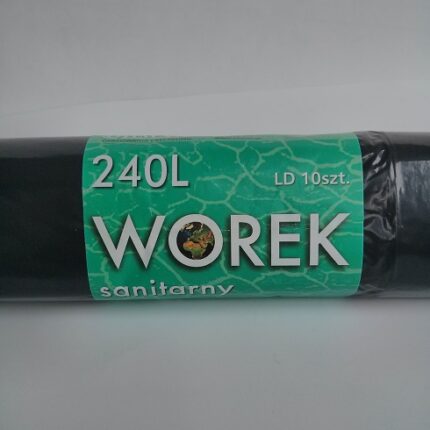 240L
LD 10szt.
WOREK
sanitarny